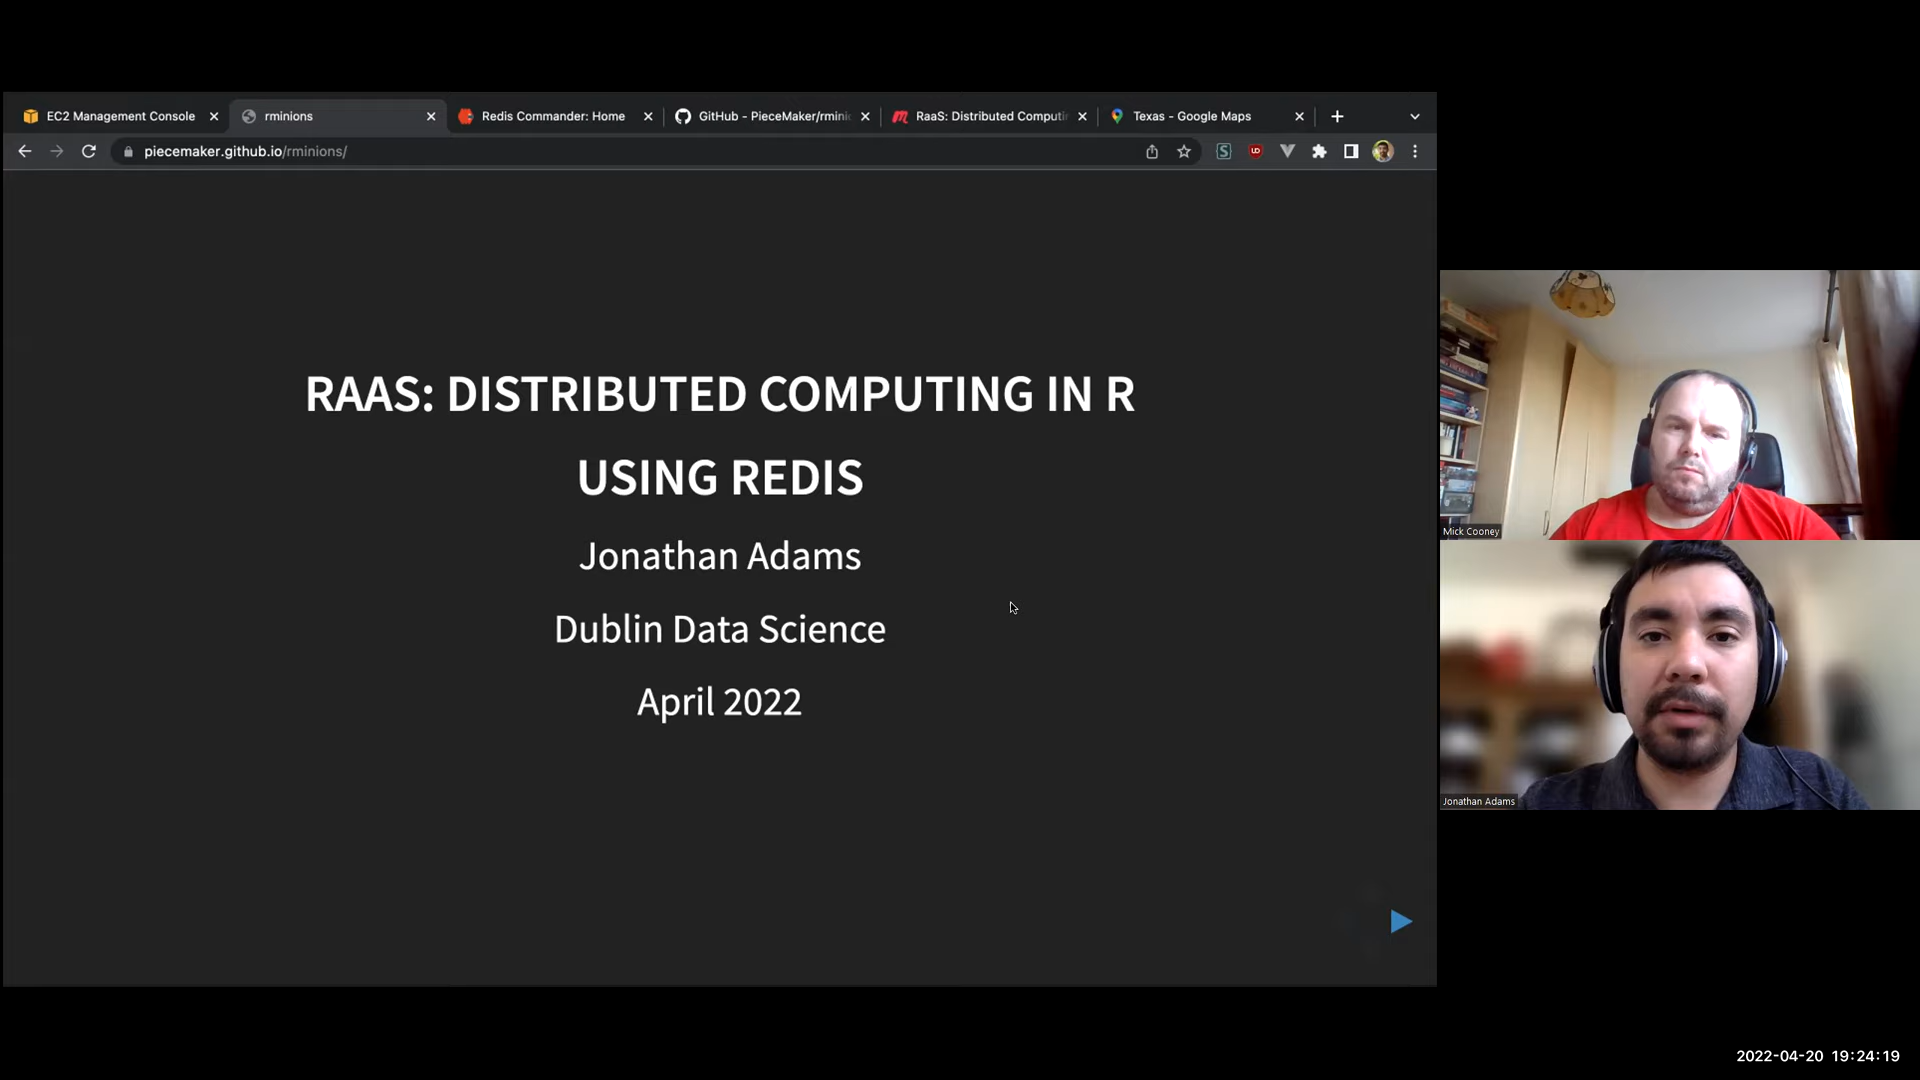 EC2 Management Console
rminions
Redis Commander: Home
GitHub - PieceMaker/rmini
RaaS: Distributed Computi
Texas - Google Maps
piecemaker.github.io/rminions/
RAAS: DISTRIBUTED COMPUTING IN R
USING REDIS
Jonathan Adams
Dublin Data Science
April 2022
Mick Cooney
Jonathan Adams
2022-04-20 19:24:19